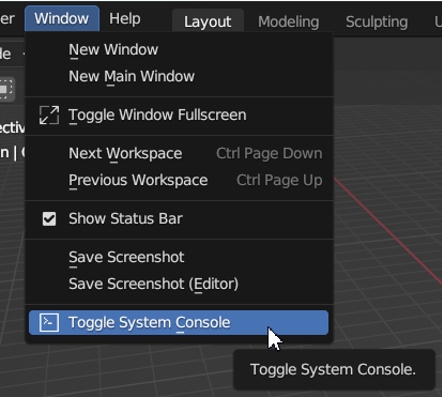 er Window Help Layout Modeling Sculpting U
de
New Window
New Main Window
Toggle Window Fullscreen
ectiv
Next Workspace Ctrl Page Down
n |
Previous Workspace Ctrl Page Up
Show Status Bar
Save Screenshot
Save Screenshot (Editor)
Toggle System Console
Toggle System Console.